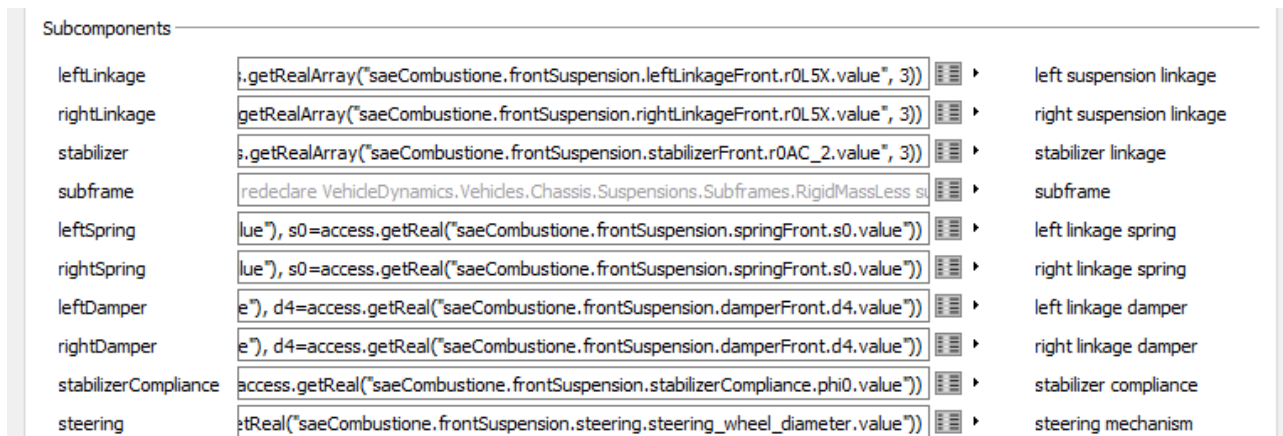 Subcomponents
leftLinkage s.getRealArray("saeCombustione.frontSuspension.leftLinkageFront.r0L5X.value", 3)) left suspension linkage
rightLinkage getRealArray("saeCombustione.frontSuspension.rightLinkageFront.r0L5X.value", 3)) right suspension linkage
stabilizer s.getRealArray("saeCombustione.frontSuspension.stabilizerFront.r0AC_2.value", 3)) stabilizer linkage
subframe redeclare VehicleDynamics.Vehicles.Chassis.Suspensions.Subframes.RigidMassLess su subframe
leftSpring lue"), s0=access.getReal("saeCombustione.frontSuspension.springFront.s0.value")) left linkage spring
rightSpring lue"), s0=access.getReal("saeCombustione.frontSuspension.springFront.s0.value")) right linkage spring
leftDamper e"), d4=access.getReal("saeCombustione.frontSuspension.damperFront.d4.value")) left linkage damper
rightDamper e"), d4=access.getReal("saeCombustione.frontSuspension.damperFront.d4.value")) right linkage damper
stabilizerCompliance access.getReal("saeCombustione.frontSuspension.stabilizerCompliance.phi0.value")) stabilizer compliance
steering etReal("saeCombustione.frontSuspension.steering.steering_wheel_diameter.value")) steering mechanism